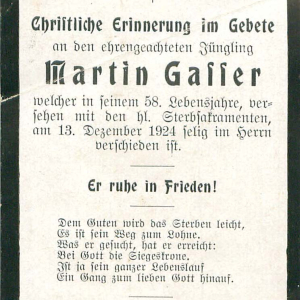 Christliche Erinnerung im Gebete
an den ehrengeachteten Jüngling
Martin Gasser
welcher in seinem 58. Lebensjahre, ver-
sehen mit den hl. Sterbsakramenten,
am 13. Dezember 1924 selig im Herrn
verschieden ist.
Er ruhe in Frieden!
Dem Guten wird das Sterben leicht,
Es ist sein Weg zum Lohne.
Was er gesucht, hat er erreicht:
Bei Gott die Siegeskrone.
Ist ja sein ganzer Lebenslauf
Ein Gang zum lieben Gott hinauf.